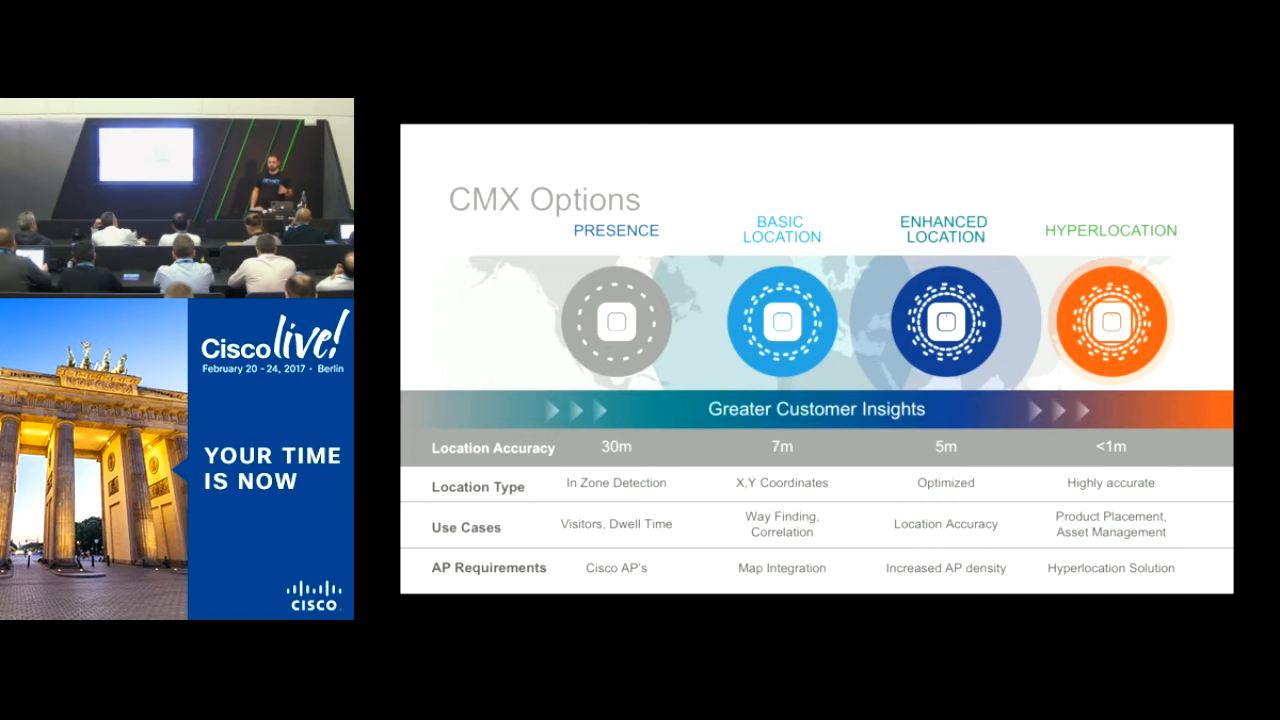 Cisco live!
February 20 - 24, 2017 • Berlin
YOUR TIME
IS NOW
CISCO
CMX Options
PRESENCE
BASIC
LOCATION
ENHANCED
LOCATION
HYPERLOCATION
Greater Customer Insights
Location Accuracy 30m 7m 5m <1m
Location Type In Zone Detection X,Y Coordinates Optimized Highly accurate
Use Cases Visitors, Dwell Time Way Finding, Correlation Location Accuracy Product Placement, Asset Management
AP Requirements Cisco AP's Map Integration Increased AP density Hyperlocation Solution